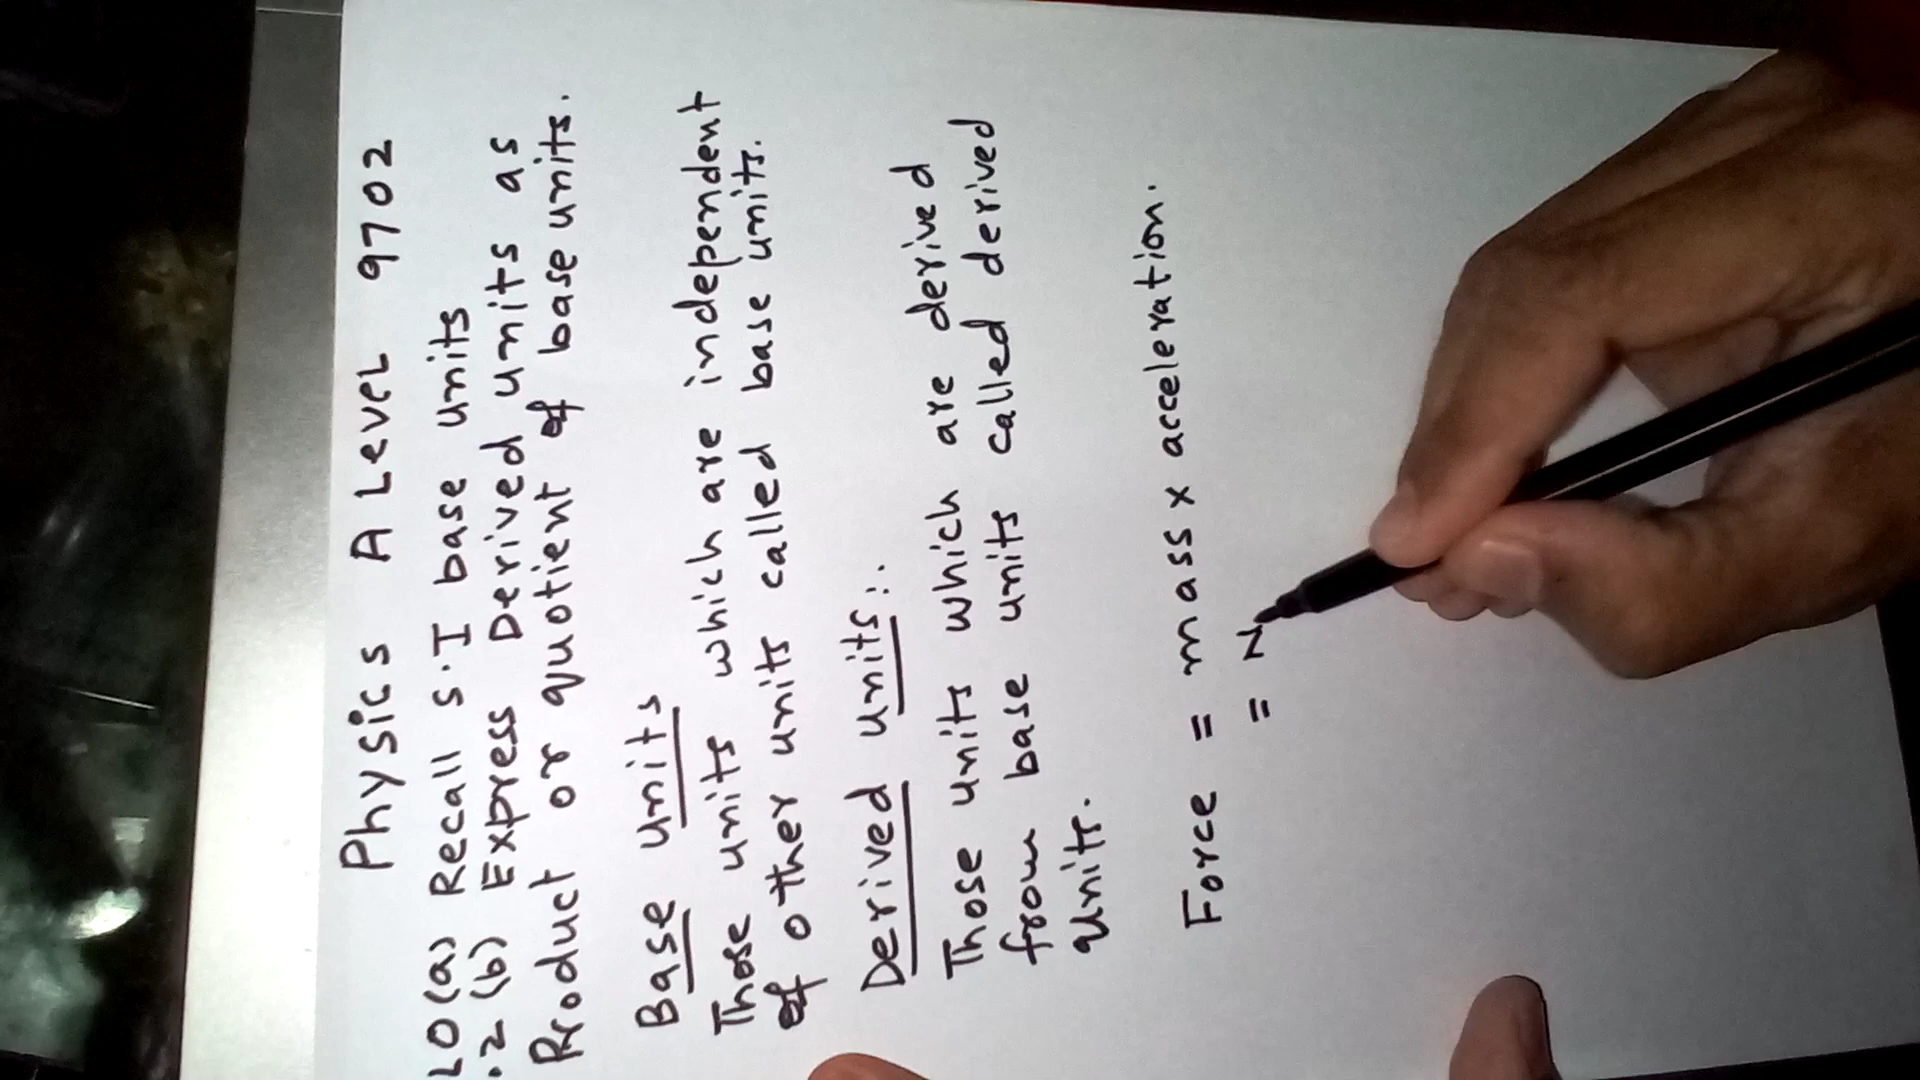 Physics A Level 9702
LO (a) Recall S.I base units
.2 (b) Express Derived units as
Product or quotient of base units.
Base units
Those units which are independent
of other units called base units.
Derived units:.
Those units which are derived
from base units called derived
units.
Force = mass x acceleration.
= N